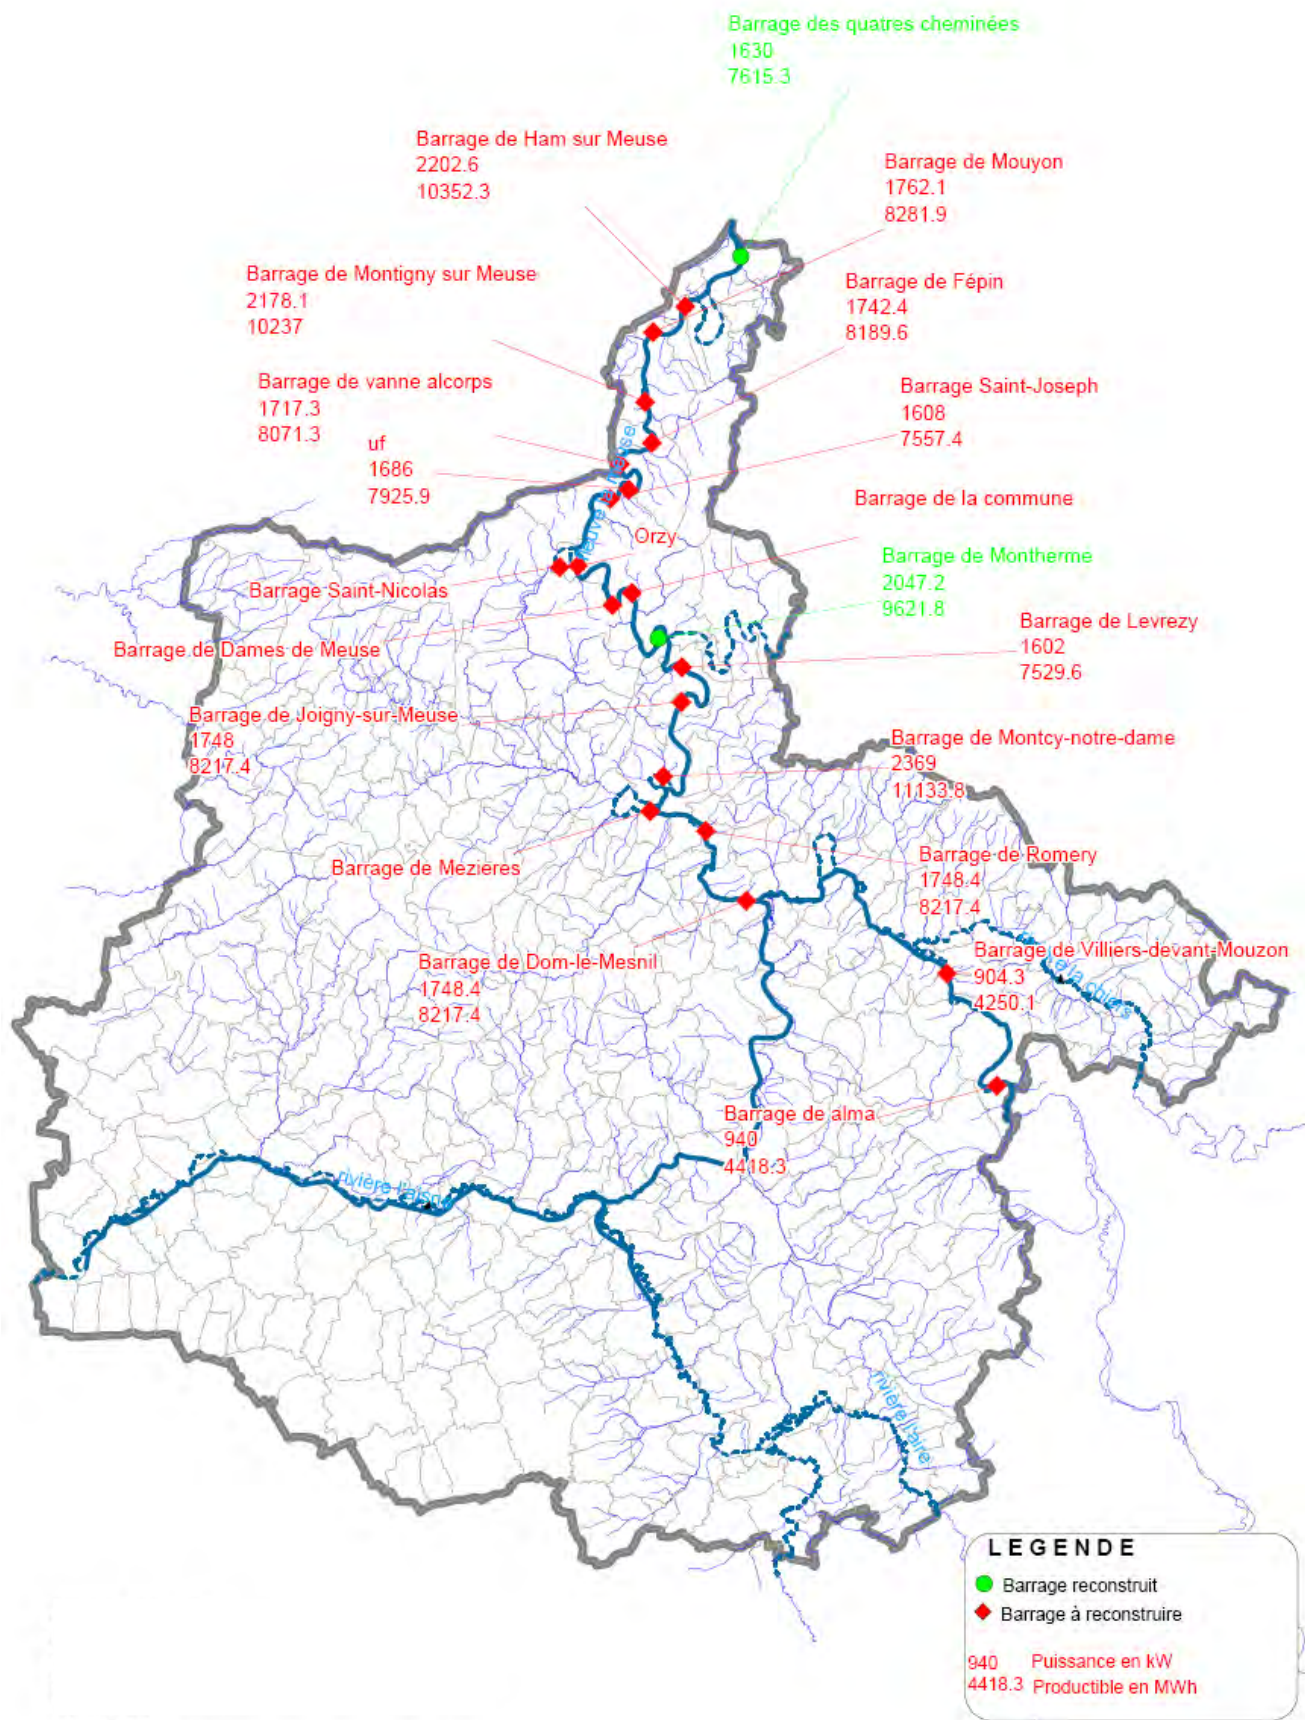 Barrage des quatres cheminées
1630
7615.3
Barrage de Ham sur Meuse
2202.6
10352.3
Barrage de Mouyon
1762.1
8281.9
Barrage de Montigny sur Meuse
2178.1
10237
Barrage de Fépin
1742.4
8189.6
Barrage de vanne alcorps
1717.3
8071.3
Barrage Saint-Joseph
1608
7557.4
uf
1686
7925.9
Barrage de la commune
Orzy
Barrage de Montherme
2047.2
9621.8
Barrage Saint-Nicolas
Barrage de Levrezy
1602
7529.6
Barrage de Dames de Meuse
Barrage de Joigny-sur-Meuse
1748
8217.4
Barrage de Montcy-notre-dame
2369
11133.8
Barrage de Mezieres
Barrage de Romery
1748.4
8217.4
Barrage de Dom-le-Mesnil
1748.4
8217.4
Barrage de Villiers-devant-Mouzon
904.3
4250.1
la chiers
Barrage de alma
940
4418.3
rivière l'aisne
rivière l'aire
LEGENDE
Barrage reconstruit
Barrage à reconstruire
940 Puissance en kW
4418.3 Productible en MWh